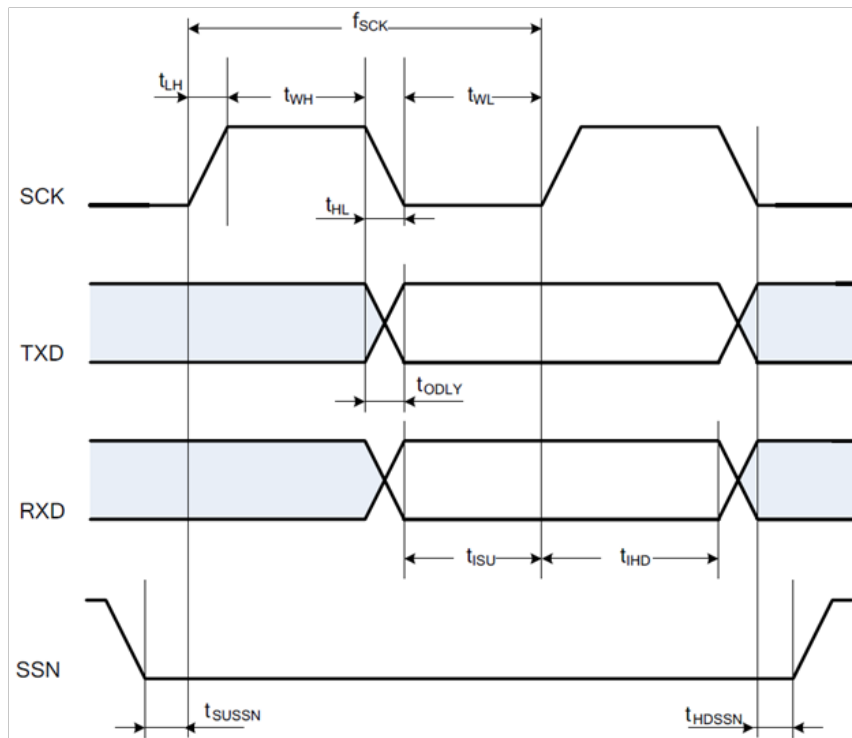 fSCK
tLH
tWH
tWL
SCK
tHL
TXD
tODLY
RXD
tISU
tIHD
SSN
tSUSSN
tHDSSN